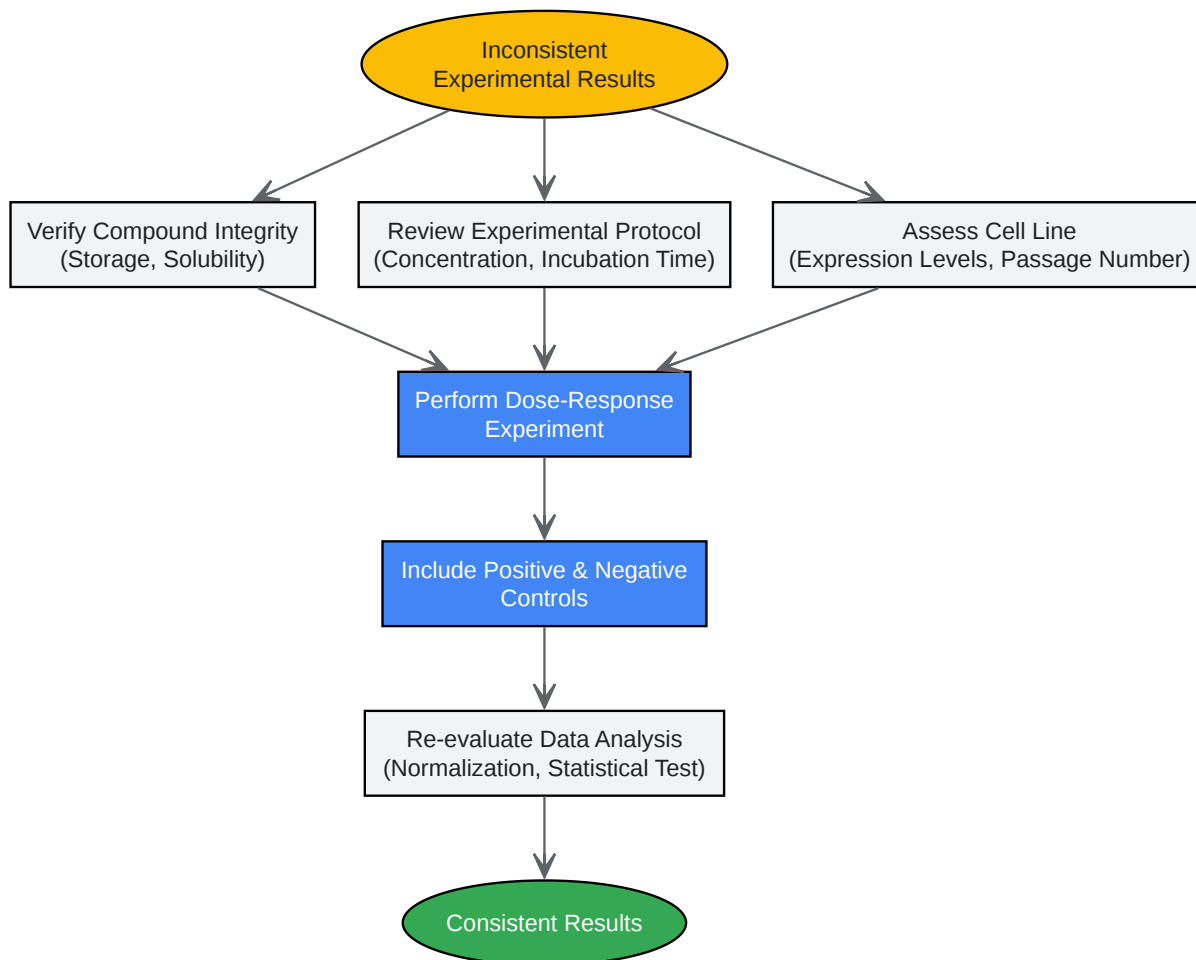 Inconsistent
Experimental Results
Verify Compound Integrity
(Storage, Solubility)
Review Experimental Protocol
(Concentration, Incubation Time)
Assess Cell Line
(Expression Levels, Passage Number)
Perform Dose-Response
Experiment
Include Positive & Negative
Controls
Re-evaluate Data Analysis
(Normalization, Statistical Test)
Consistent Results